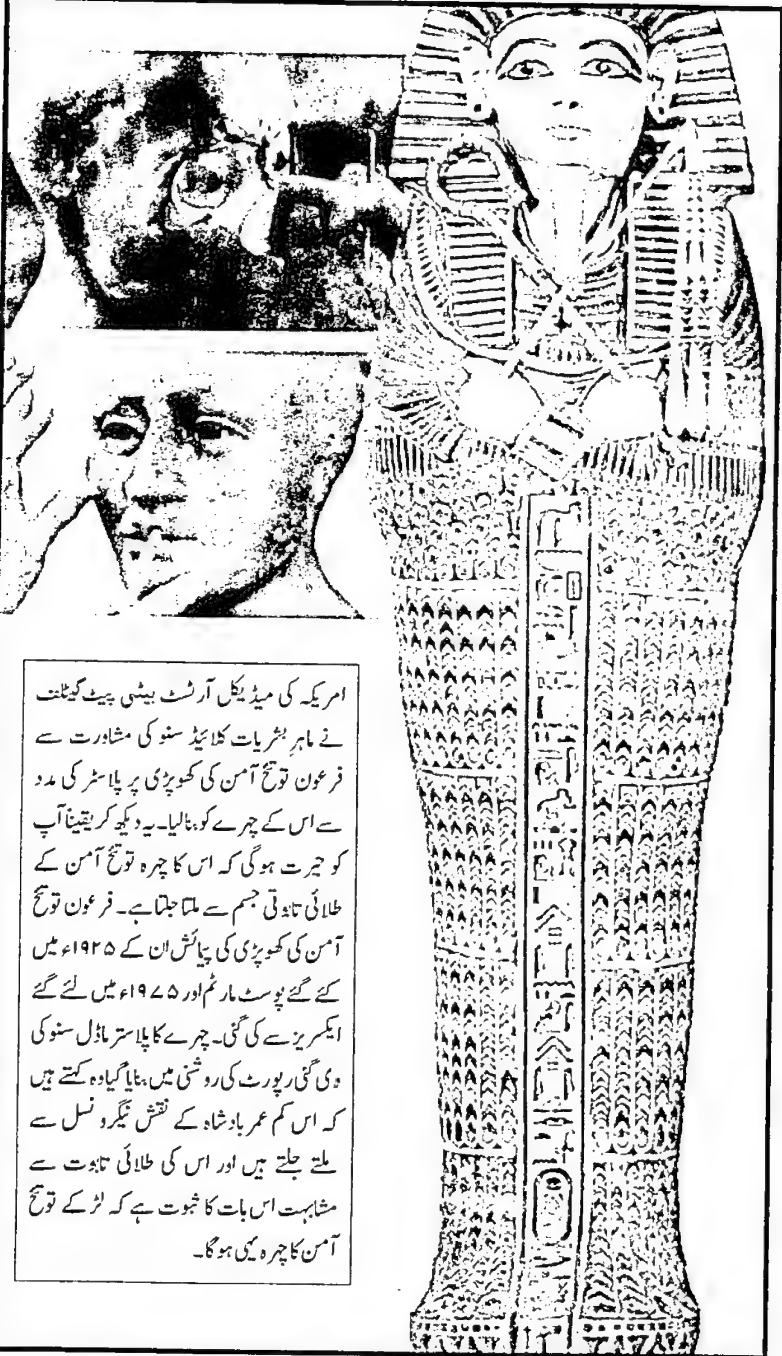 امریکہ کی میڈیکل آرٹسٹ بیٹی پیٹ گیٹلف
نے ماہر بشریات کلائیڈ سنو کی مشاورت سے
فرعون توتخ آمن کی کھوپڑی پر پلاسٹر کی مدد
سے اس کے چہرے کو بنالیا۔ یہ دیکھ کر یقیناً آپ
کو حیرت ہوگی کہ اس کا چہرہ توتخ آمن کے
طلائی تابوتی جسم سے ملتا جلتا ہے۔ فرعون توتخ
آمن کی کھوپڑی کی پیمائش ان کے ۱۹۲۵ء میں
کئے گئے پوسٹ مارٹم اور ۱۹۷۵ء میں لئے گئے
ایکسریز سے کی گئی۔ چہرے کا پلاستر ماڈل سنو کی
دی گئی رپورٹ کی روشنی میں بنایا گیا وہ کہتے ہیں
کہ اس کم عمر بادشاہ کے نقش نیگرو نسل سے
ملتے جلتے ہیں اور اس کی طلائی تابوت سے
مشابہت اس بات کا ثبوت ہے کہ لڑکے توتخ
آمن کا چہرہ یہی ہوگا۔